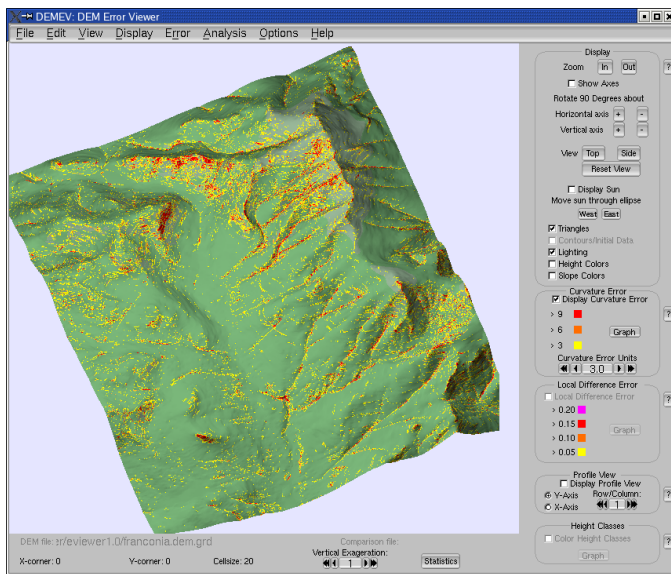 DEMEV: DEM Error Viewer
File Edit View Display Error Analysis Options Help
Display
Zoom In Out ?
Show Axes
Rotate 90 Degrees about
Horizontal axis + -
Vertical axis + -
View Top Side
Reset View
Display Sun
Move sun through ellipse
West East
Triangles
Contours/Initial Data
Lighting
Height Colors
Slope Colors
Curvature Error
Display Curvature Error
> 9
?
> 6 Graph
> 3
Curvature Error Units
3.0
Local Difference Error
Local Difference Error
?
> 0.20
> 0.15 Graph
> 0.10
> 0.05
Profile View
Display Profile View
Y-Axis Row/Column: ?
X-Axis 1
Height Classes
Color Height Classes ?
Graph
DEM file: er/eviewer1.0/franconia.dem.grd Comparison file:
X-corner: 0 Y-corner: 0 Cellsize: 20 Vertical Exageration:
1 Statistics